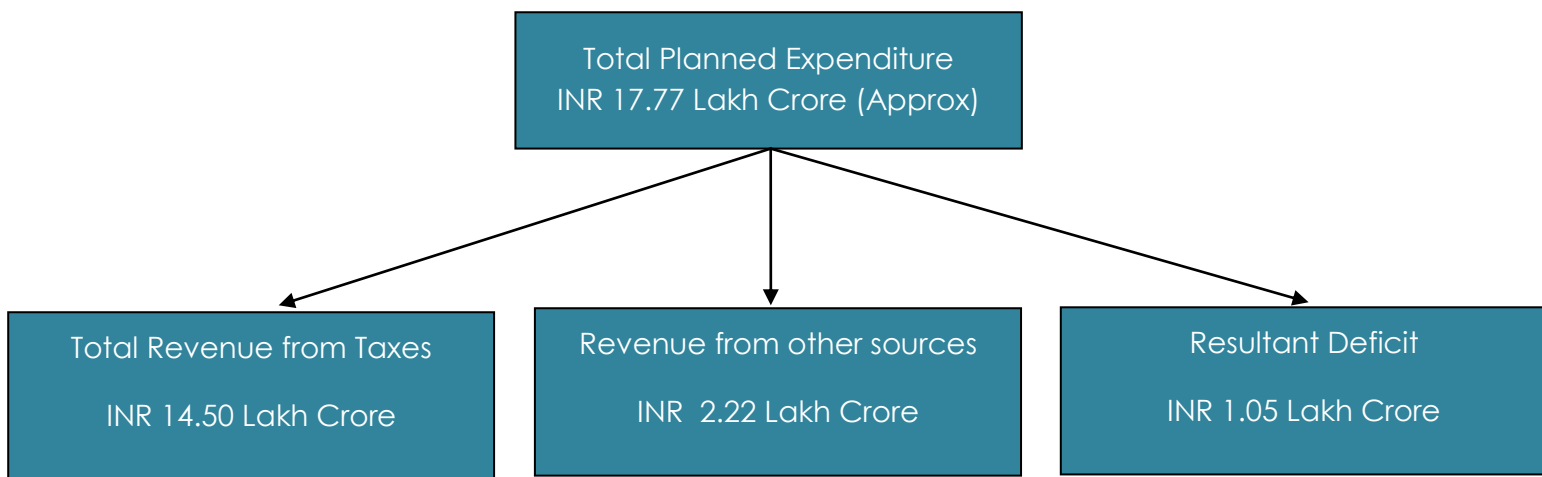 Total Planned Expenditure
INR 17.77 Lakh Crore (Approx)
Total Revenue from Taxes
INR 14.50 Lakh Crore
Revenue from other sources
INR  2.22 Lakh Crore
Resultant Deficit
INR 1.05 Lakh Crore